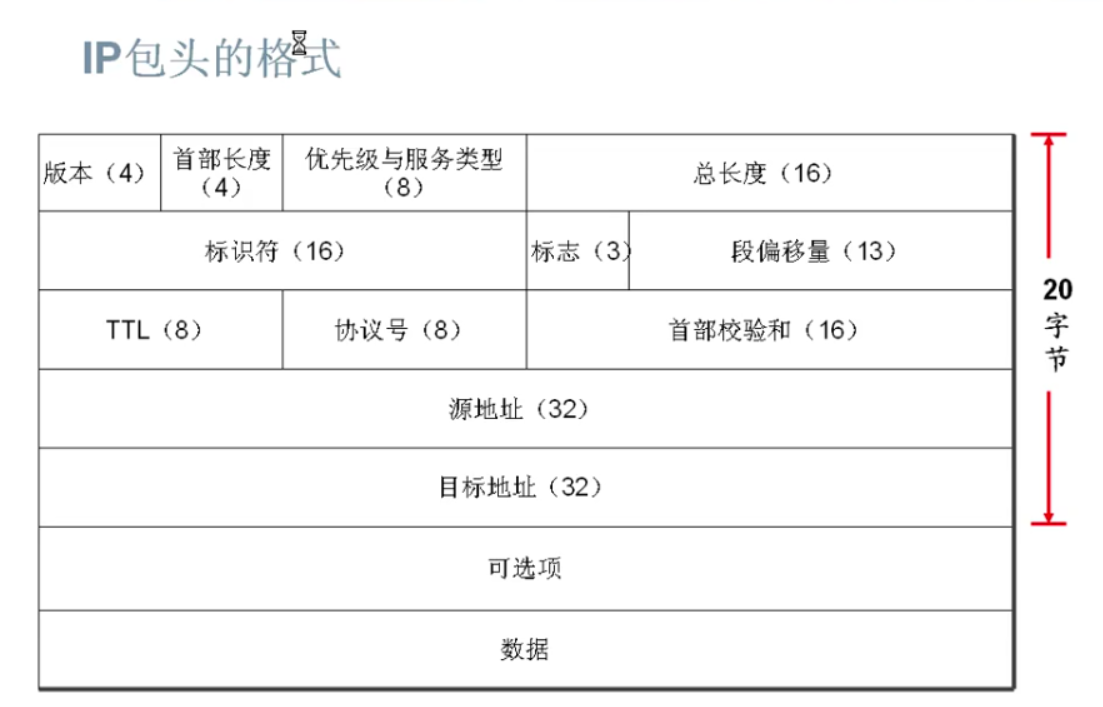 IP包头的格式
版本（4）
首部长度
（4）
优先级与服务类型
（8）
总长度（16）
标识符（16）
标志（3）
段偏移量（13）
TTL（8）
协议号（8）
首部校验和（16）
源地址（32）
目标地址（32）
可选项
数据
20
字
节